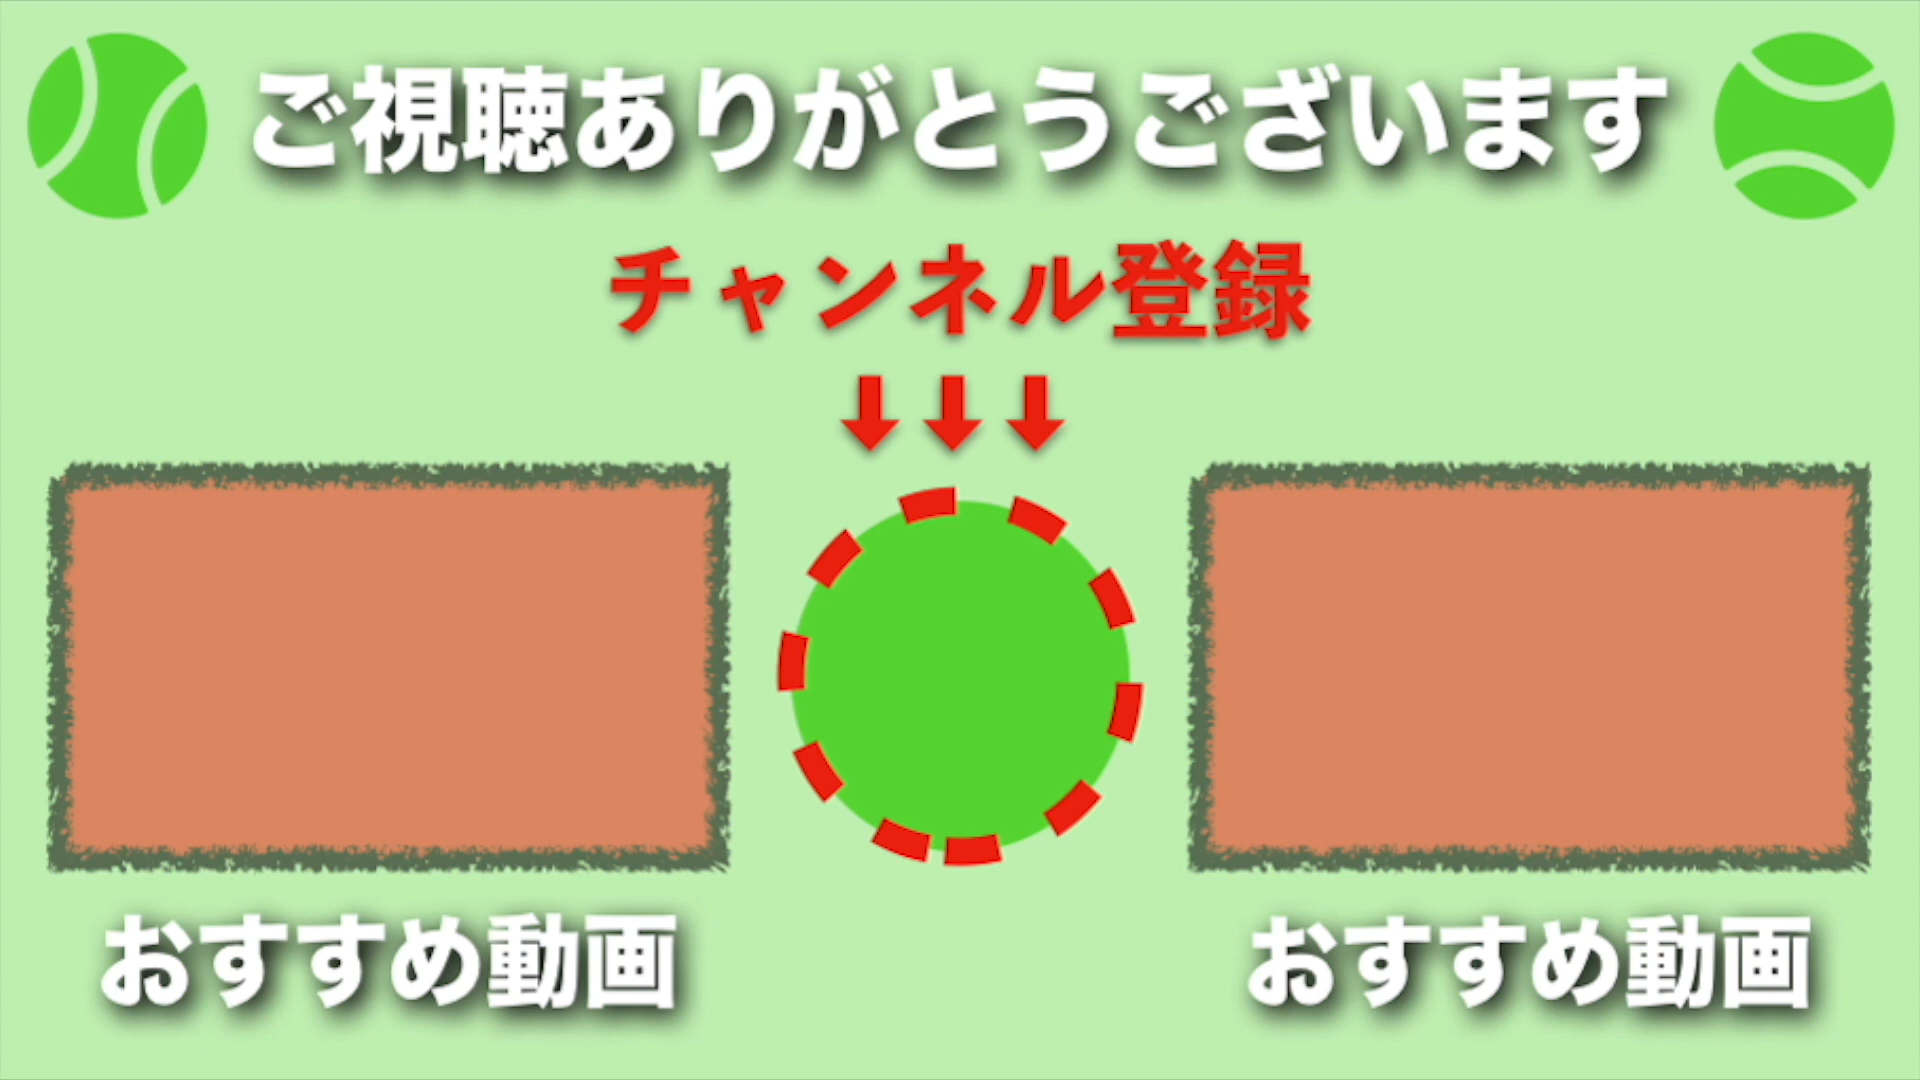 ご視聴ありがとうございます
チャンネル登録
おすすめ動画
おすすめ動画